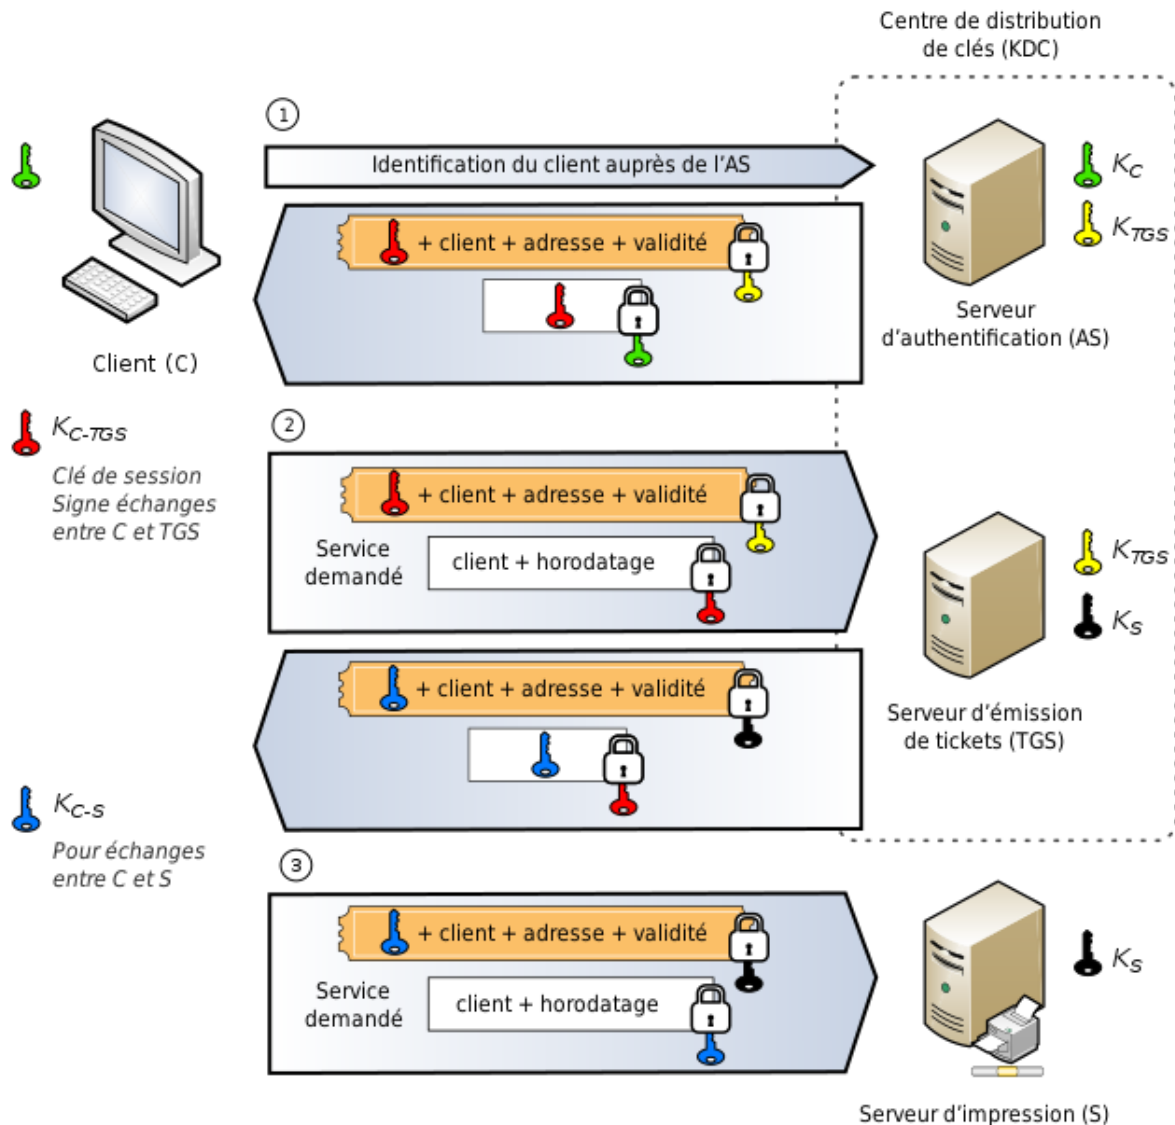 Centre de distribution
de clés (KDC)
1
Identification du client auprès de l'AS
K_C
+ client + adresse + validité
K_TGS
Serveur
d'authentification (AS)
Client (C)
K_C-TGS
Clé de session
Signe échanges
entre C et TGS
2
+ client + adresse + validité
Service
demandé
client + horodatage
K_TGS
K_S
+ client + adresse + validité
Serveur d'émission
de tickets (TGS)
K_C-S
Pour échanges
entre C et S
3
+ client + adresse + validité
Service
demandé
client + horodatage
K_S
Serveur d'impression (S)